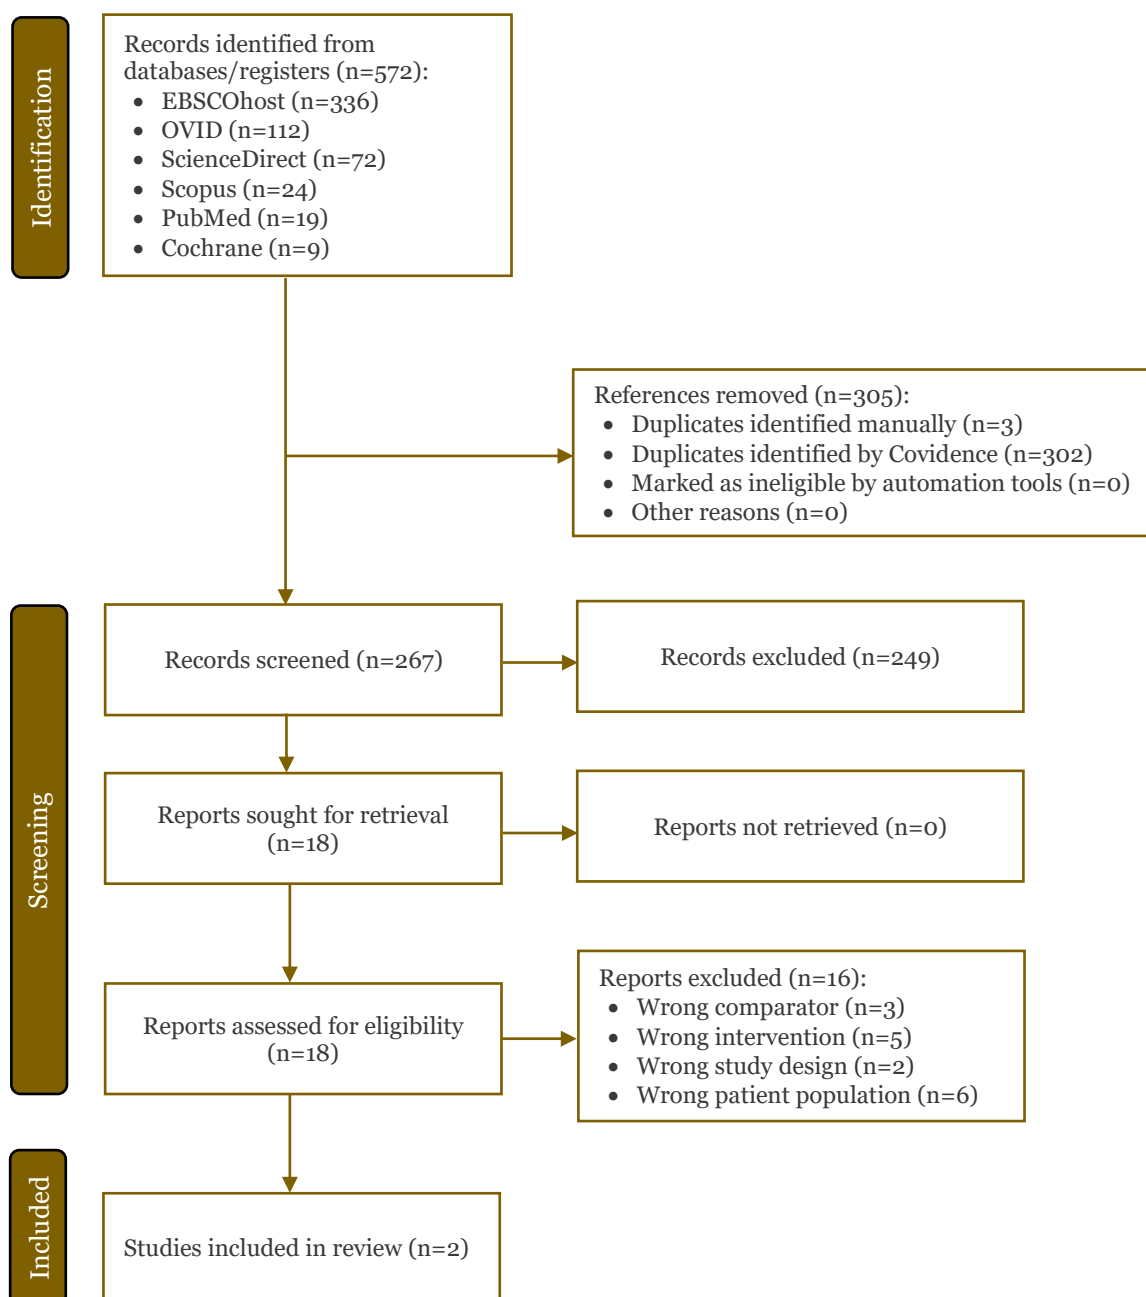 Identification
Records identified from
databases/registers (n=572):
• EBSCOhost (n=336)
• OVID (n=112)
• ScienceDirect (n=72)
• Scopus (n=24)
• PubMed (n=19)
• Cochrane (n=9)
References removed (n=305):
• Duplicates identified manually (n=3)
• Duplicates identified by Covidence (n=302)
• Marked as ineligible by automation tools (n=0)
• Other reasons (n=0)
Screening
Records screened (n=267)
Records excluded (n=249)
Reports sought for retrieval
(n=18)
Reports not retrieved (n=0)
Reports assessed for eligibility
(n=18)
Reports excluded (n=16):
• Wrong comparator (n=3)
• Wrong intervention (n=5)
• Wrong study design (n=2)
• Wrong patient population (n=6)
Included
Studies included in review (n=2)